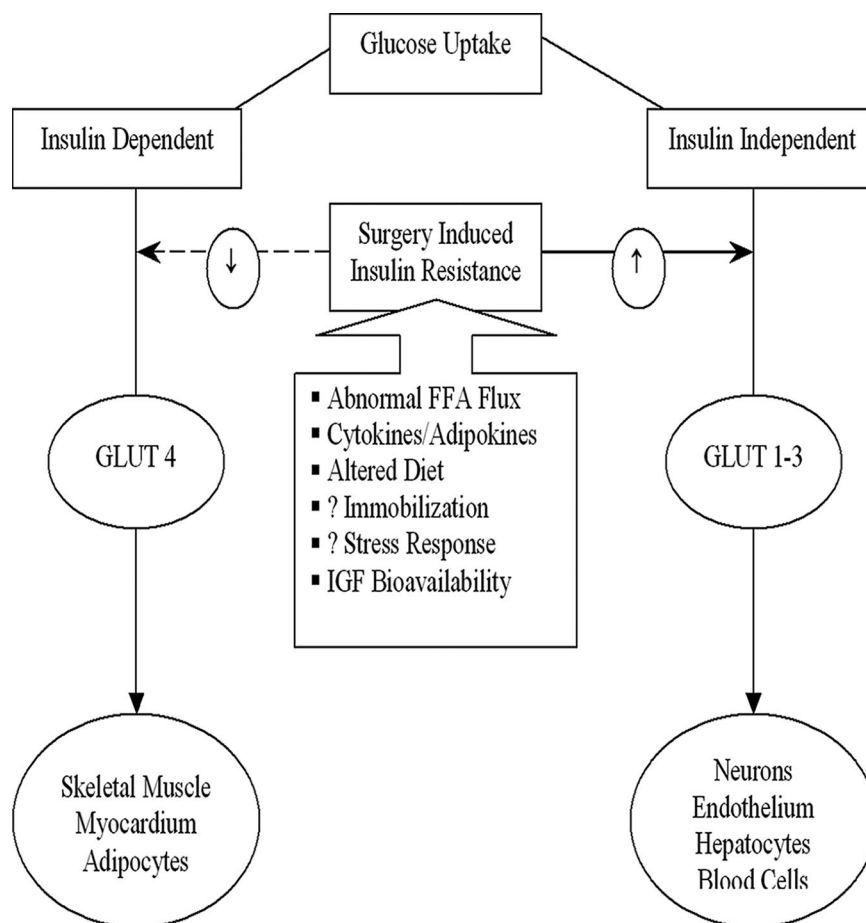 Glucose Uptake
Insulin Dependent
Insulin Independent
Surgery Induced
Insulin Resistance
↓
↑
▪ Abnormal FFA Flux
▪ Cytokines/Adipokines
▪ Altered Diet
▪ ? Immobilization
▪ ? Stress Response
▪ IGF Bioavailability
GLUT 4
GLUT 1-3
Skeletal Muscle
Myocardium
Adipocytes
Neurons
Endothelium
Hepatocytes
Blood Cells